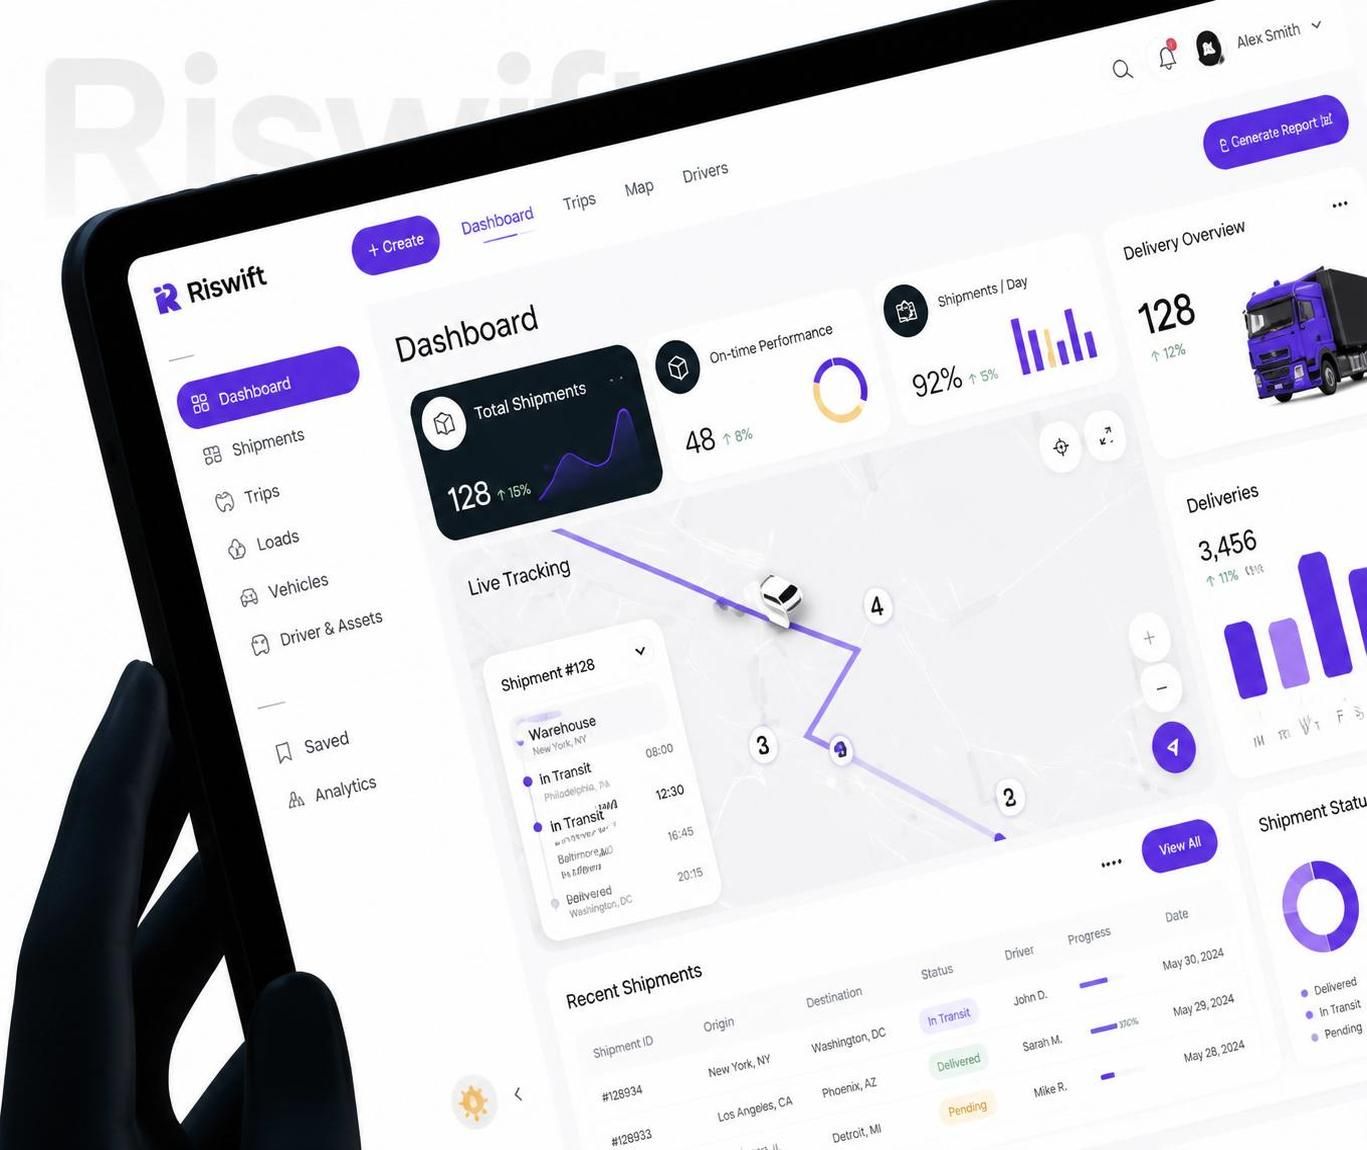 Riswift
Alex Smith
Generate Report
Riswift
+ Create
Dashboard
Trips
Map
Drivers
Dashboard
Shipments
Trips
Loads
Vehicles
Driver & Assets
Saved
Analytics
Dashboard
Total Shipments
128 ↑ 15%
On-time Performance
48 ↑ 8%
Shipments / Day
92% ↑ 5%
Delivery Overview
128
↑ 12%
Live Tracking
4
3
2
Shipment #128
Warehouse
New York, NY
08:00
in Transit
Philadelphia,
12:30
in Transit
Baltimore,
16:45
Delivered
Washington, DC
20:15
Deliveries
3,456
↑ 11%
View All
Recent Shipments
Shipment ID Origin Destination Status Driver Progress Date
#128934 New York, NY Washington, DC In Transit John D. May 30, 2024
#128933 Los Angeles, CA Phoenix, AZ Delivered Sarah M. May 29, 2024
Detroit, MI Pending Mike R. May 28, 2024
Shipment Statu
Delivered
In Transit
Pending